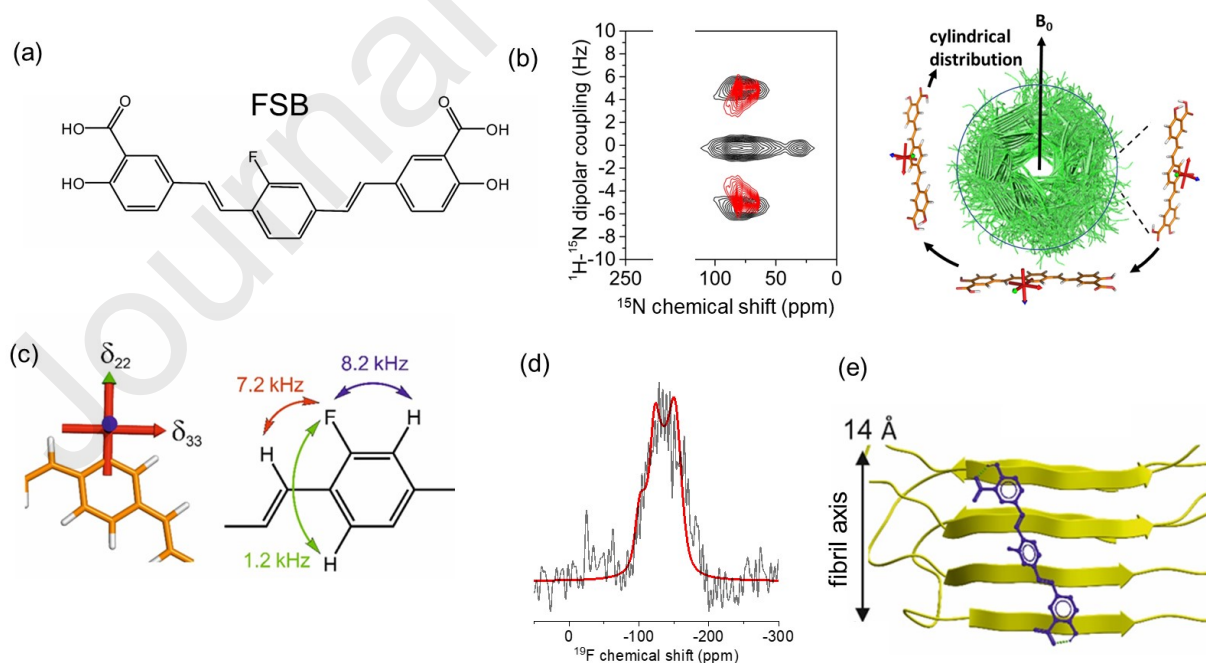 Journal
(a)
FSB
O
HO
HO
F
O
OH
OH
(b)
¹H-¹⁵N dipolar coupling (Hz)
10
8
6
4
2
0
-2
-4
-6
-8
-10
250
100
50
0
¹⁵N chemical shift (ppm)
cylindrical
distribution
B₀
(c)
δ₂₂
δ₃₃
7.2 kHz
8.2 kHz
F
H
H
1.2 kHz
H
(d)
0
-100
-200
-300
¹⁹F chemical shift (ppm)
(e)
14 Å
fibril axis